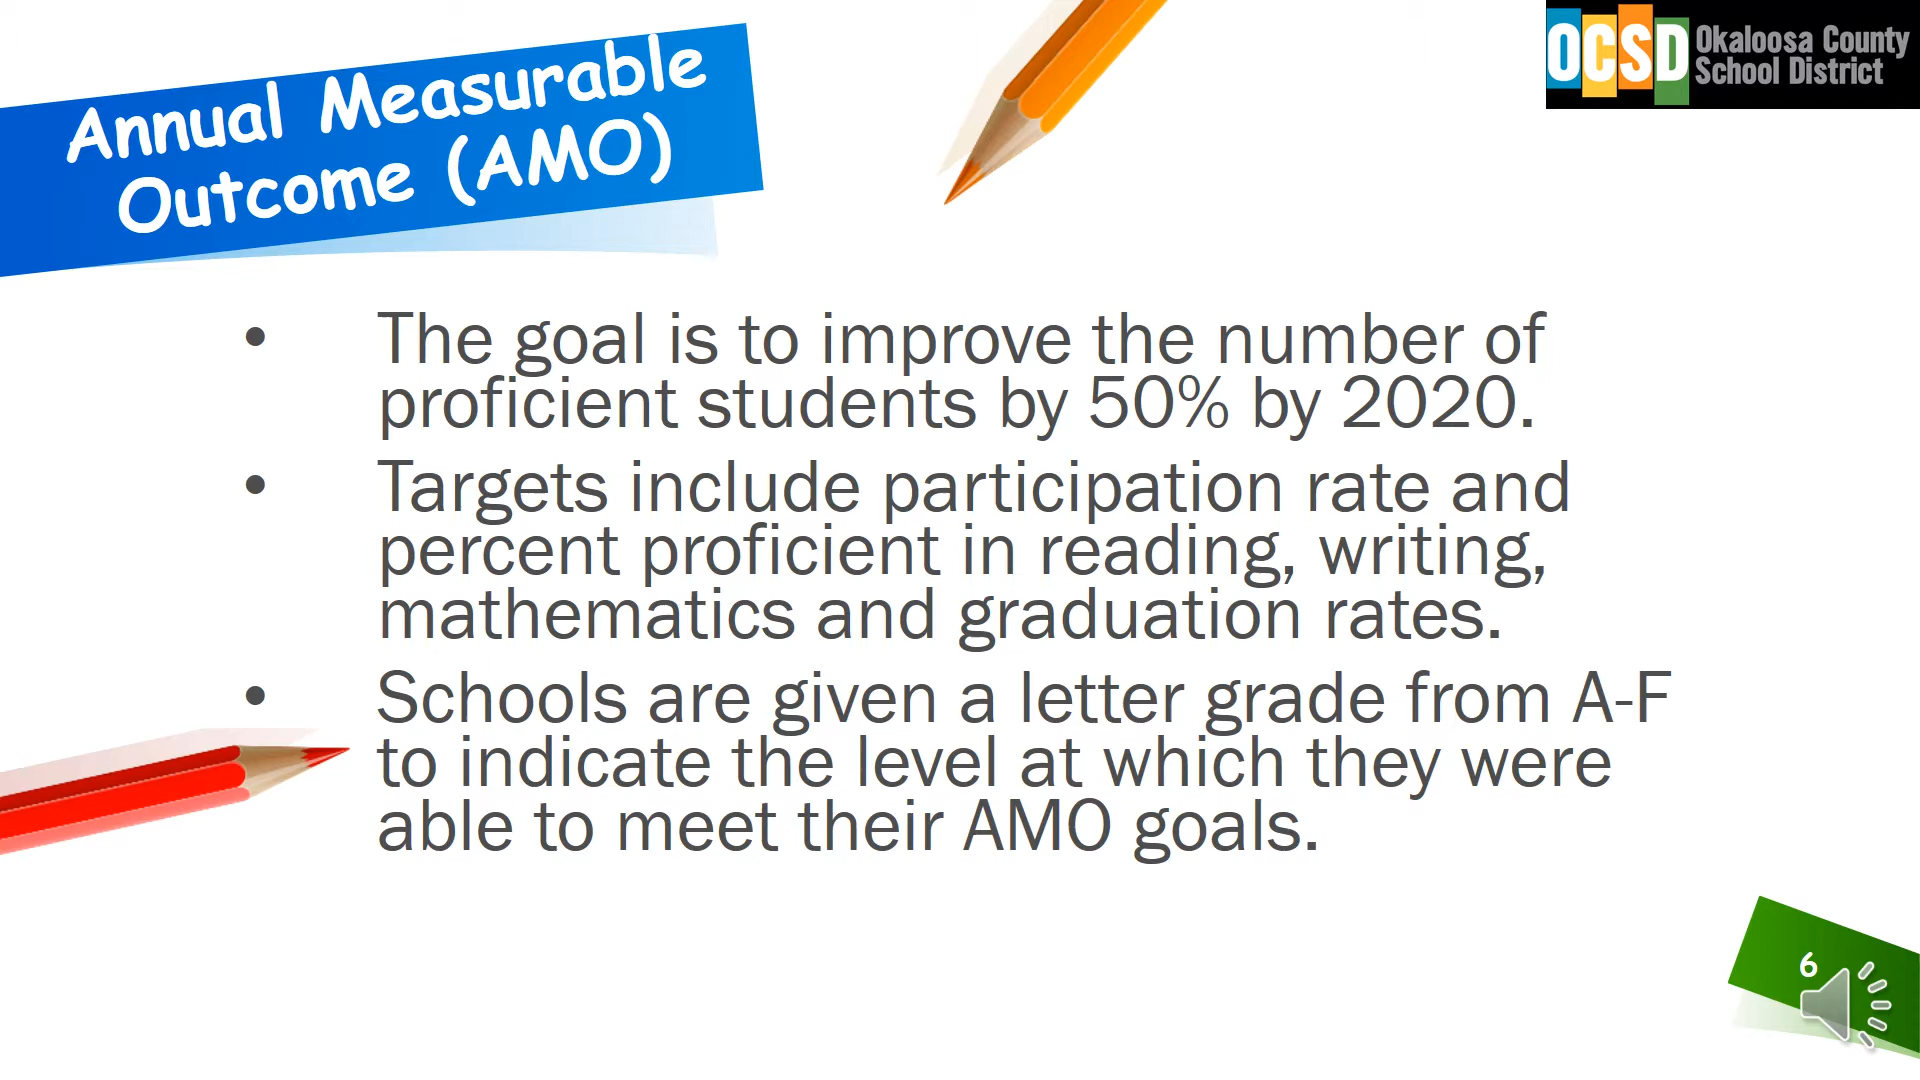 Annual Measurable
Outcome (AMO)
OCSD Okaloosa County
School District
• The goal is to improve the number of
proficient students by 50% by 2020.
• Targets include participation rate and
percent proficient in reading, writing,
mathematics and graduation rates.
• Schools are given a letter grade from A-F
to indicate the level at which they were
able to meet their AMO goals.
6